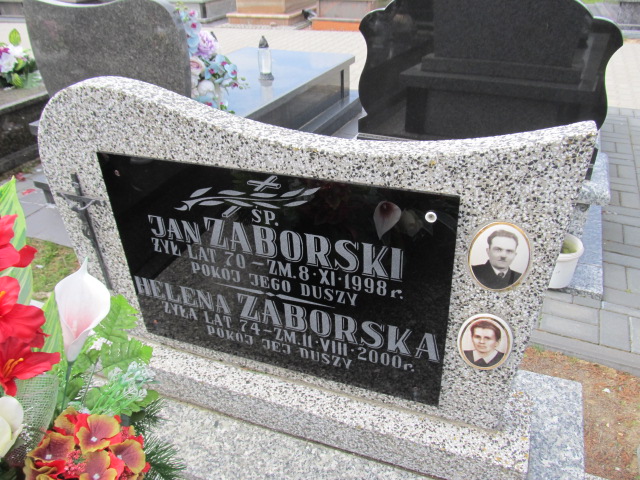 ŚP.
JAN ZABORSKI
ŻYŁ LAT 70 - ZM. 8.XI.1998 r.
POKÓJ JEGO DUSZY
HELENA ZABORSKA
ŻYŁA LAT 74 - ZM. 11.VIII.2000 r.
POKÓJ JEJ DUSZY